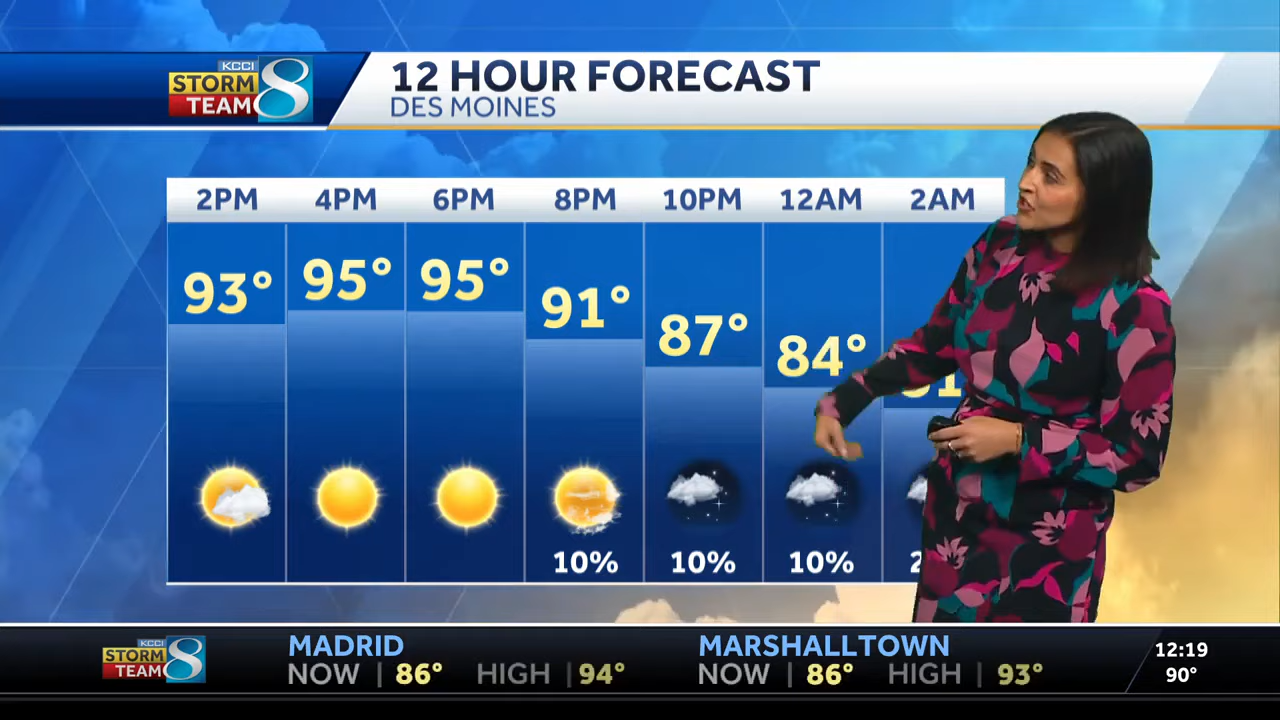 KCCI
STORM
TEAM 8
12 HOUR FORECAST
DES MOINES
2PM 4PM 6PM 8PM 10PM 12AM 2AM
93° 95° 95° 91° 87° 84°
10% 10% 10%
KCCI
STORM
TEAM 8
MADRID
NOW | 86° HIGH | 94°
MARSHALLTOWN
NOW | 86° HIGH | 93°
12:19
90°